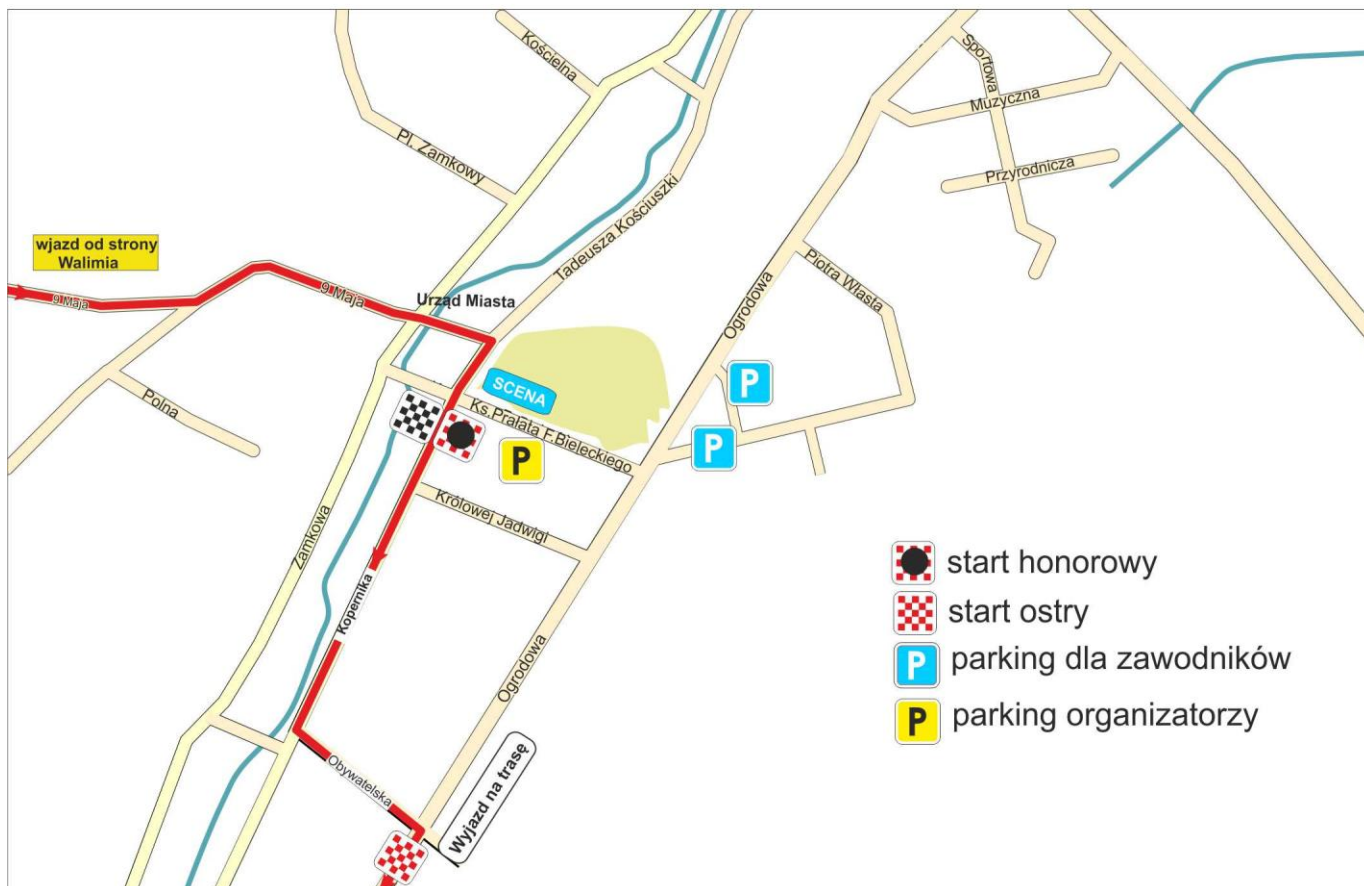 Kościelna
Sportowa
Muzyczna
Pl. Zamkowy
Przyrodnicza
Tadeusza Kościuszki
wjazd od strony
Walimia
9 Maja
9 Maja
Urząd Miasta
Ogrodowa
Piotra Własta
SCENA
P
Polna
Ks.Prałata F.Bieleckiego
P
P
Królowej Jadwigi
Zamkowa
Kopernika
Ogrodowa
Obywatelska
Wyjazd na trasę
start honorowy
start ostry
P parking dla zawodników
P parking organizatorzy